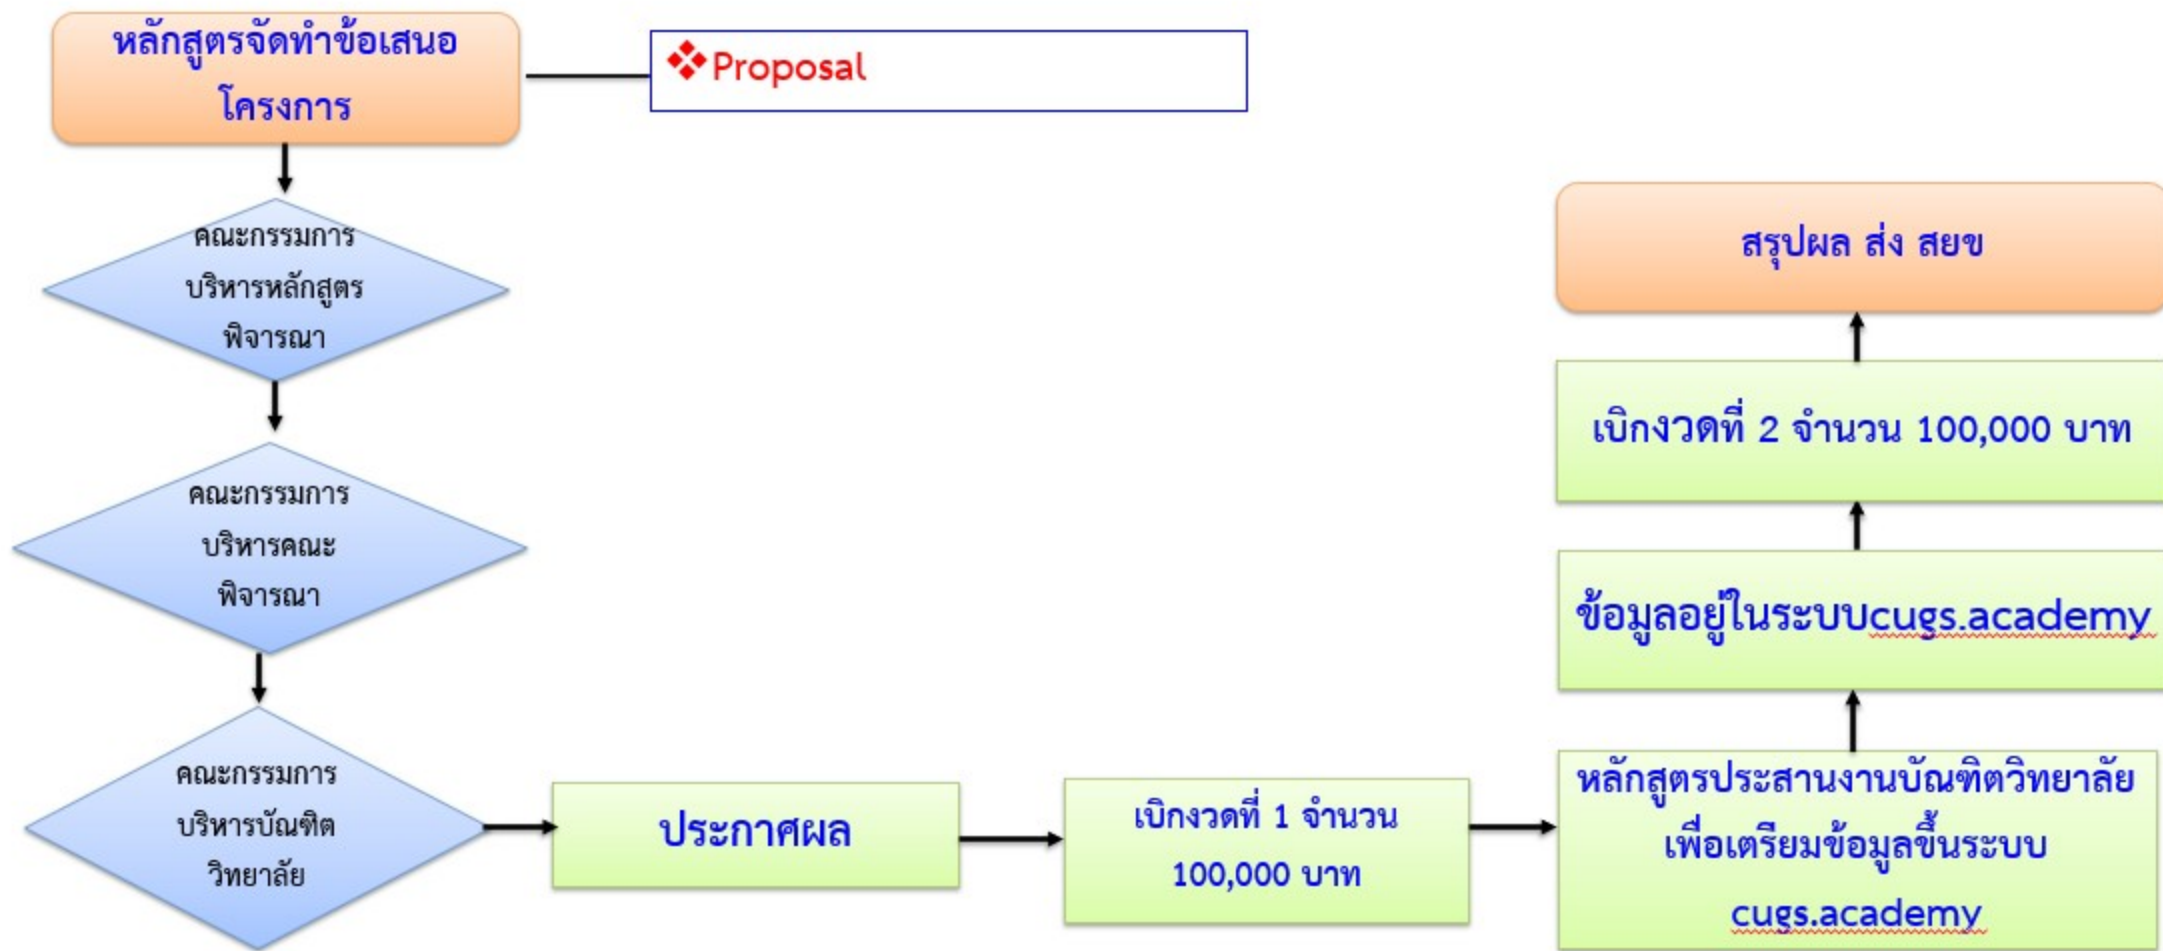 หลักสูตรจัดทำข้อเสนอ
โครงการ
❖Proposal
คณะกรรมการ
บริหารหลักสูตร
พิจารณา
คณะกรรมการ
บริหารคณะ
พิจารณา
คณะกรรมการ
บริหารบัณฑิต
วิทยาลัย
ประกาศผล
เบิกงวดที่ 1 จำนวน
100,000 บาท
หลักสูตรประสานงานบัณฑิตวิทยาลัย
เพื่อเตรียมข้อมูลขึ้นระบบ
cugs.academy
ข้อมูลอยู่ในระบบcugs.academy
เบิกงวดที่ 2 จำนวน 100,000 บาท
สรุปผล ส่ง สยข